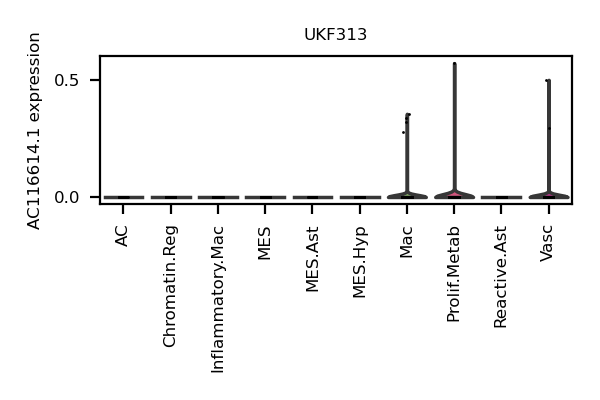 UKF313
AC116614.1 expression
0.5
0.0
AC
Chromatin.Reg
Inflammatory.Mac
MES
MES.Ast
MES.Hyp
Mac
Prolif.Metab
Reactive.Ast
Vasc